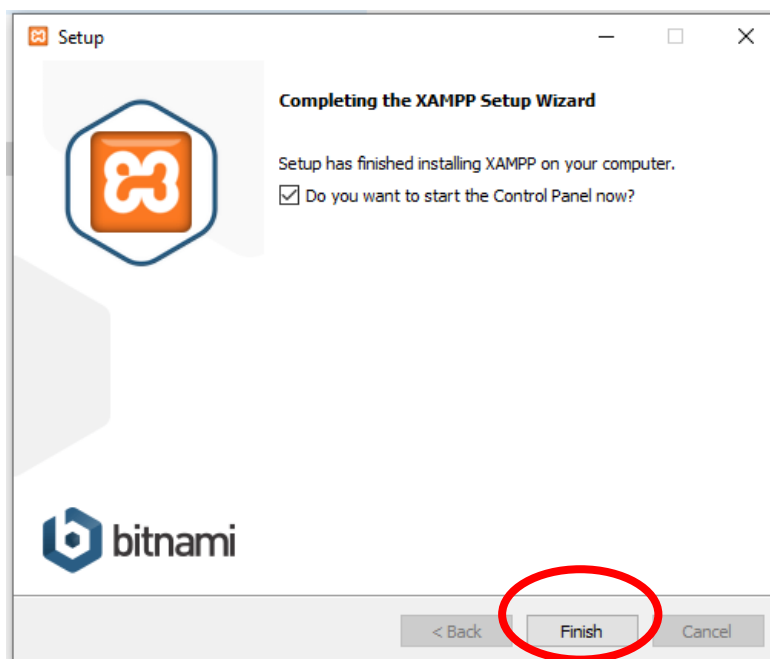 Setup
Completing the XAMPP Setup Wizard
Setup has finished installing XAMPP on your computer.
Do you want to start the Control Panel now?
bitnami
< Back
Finish
Cancel